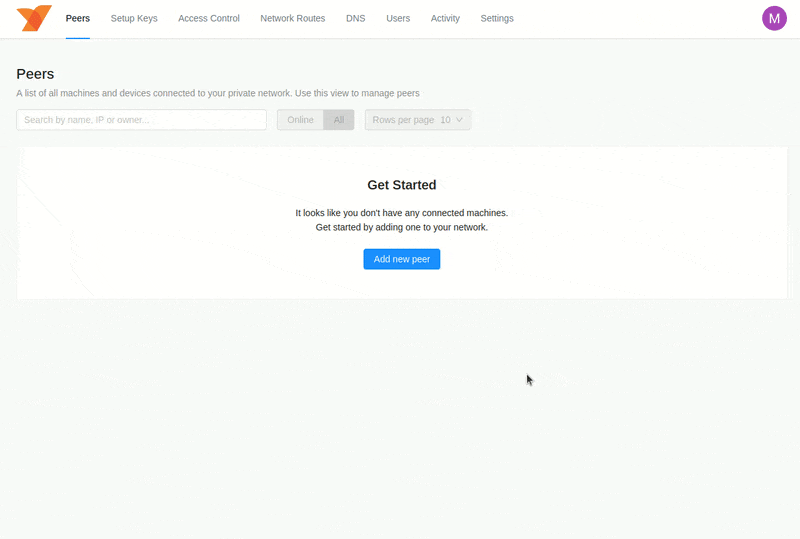 Peers Setup Keys Access Control Network Routes DNS Users Activity Settings M
Peers
A list of all machines and devices connected to your private network. Use this view to manage peers
Search by name, IP or owner... Online All Rows per page 10
Get Started
It looks like you don't have any connected machines.
Get started by adding one to your network.
Add new peer